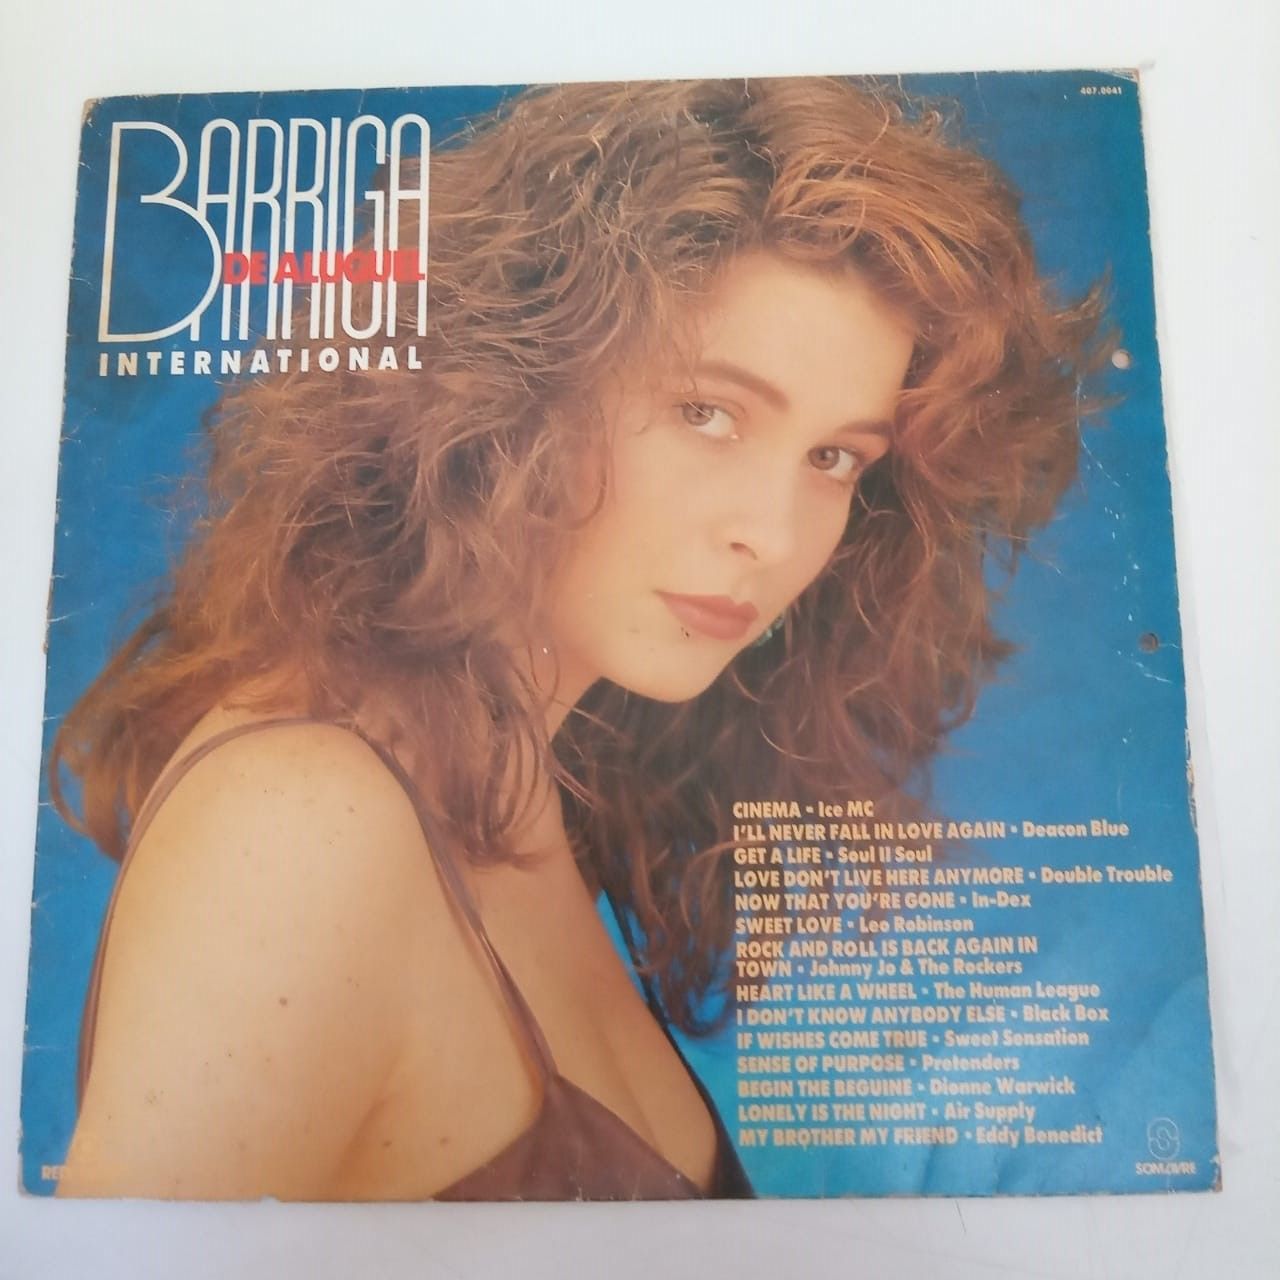 407.0041
BARRIGA
DE ALUGUEL
INTERNATIONAL
CINEMA • Ice MC
I'LL NEVER FALL IN LOVE AGAIN • Deacon Blue
GET A LIFE • Soul II Soul
LOVE DON'T LIVE HERE ANYMORE • Double Trouble
NOW THAT YOU'RE GONE • In-Dex
SWEET LOVE • Leo Robinson
ROCK AND ROLL IS BACK AGAIN IN
TOWN • Johnny Jo & The Rockers
HEART LIKE A WHEEL • The Human League
I DON'T KNOW ANYBODY ELSE • Black Box
IF WISHES COME TRUE • Sweet Sensation
SENSE OF PURPOSE • Pretenders
BEGIN THE BEGUINE • Dionne Warwick
LONELY IS THE NIGHT • Air Supply
MY BROTHER MY FRIEND • Eddy Benedict
SOM LIVRE